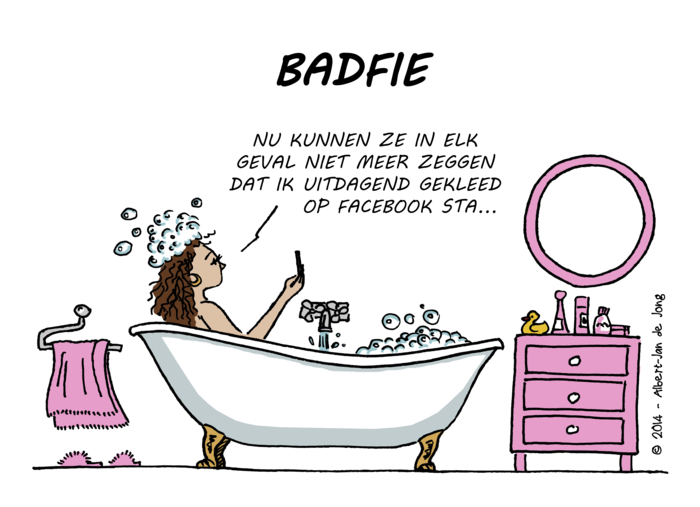 BADFIE
NU KUNNEN ZE IN ELK
GEVAL NIET MEER ZEGGEN
DAT IK UITDAGEND GEKLEED
OP FACEBOOK STA...
© 2014 - Albert-Jan de Jong